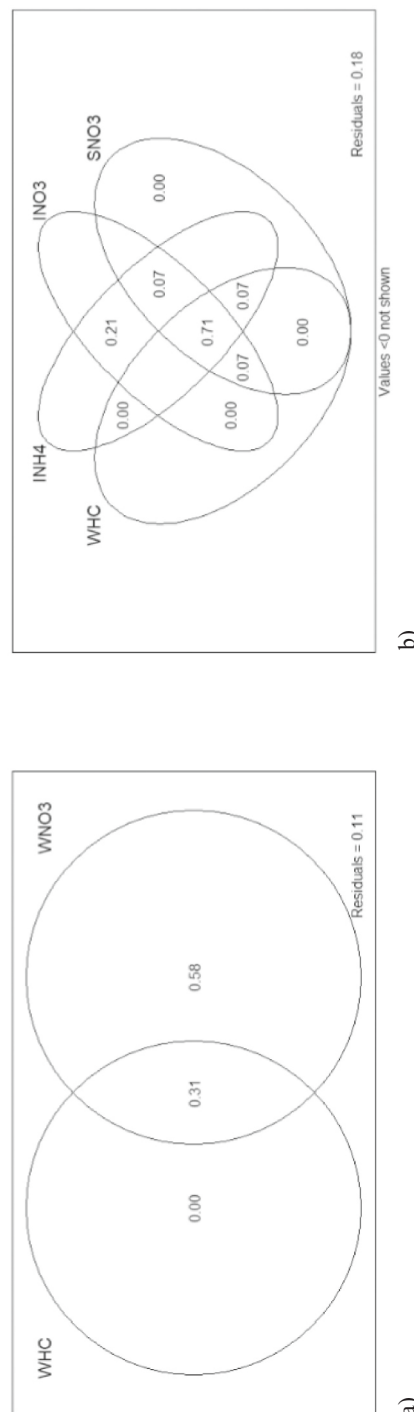 WHC
WNO3
0.00
0.31
0.58
Residuals = 0.11
a)
INH4
INO3
WHC
SNO3
0.21
0.00
0.07
0.00
0.71
0.00
0.07
0.07
0.00
Residuals = 0.18
Values <0 not shown
b)